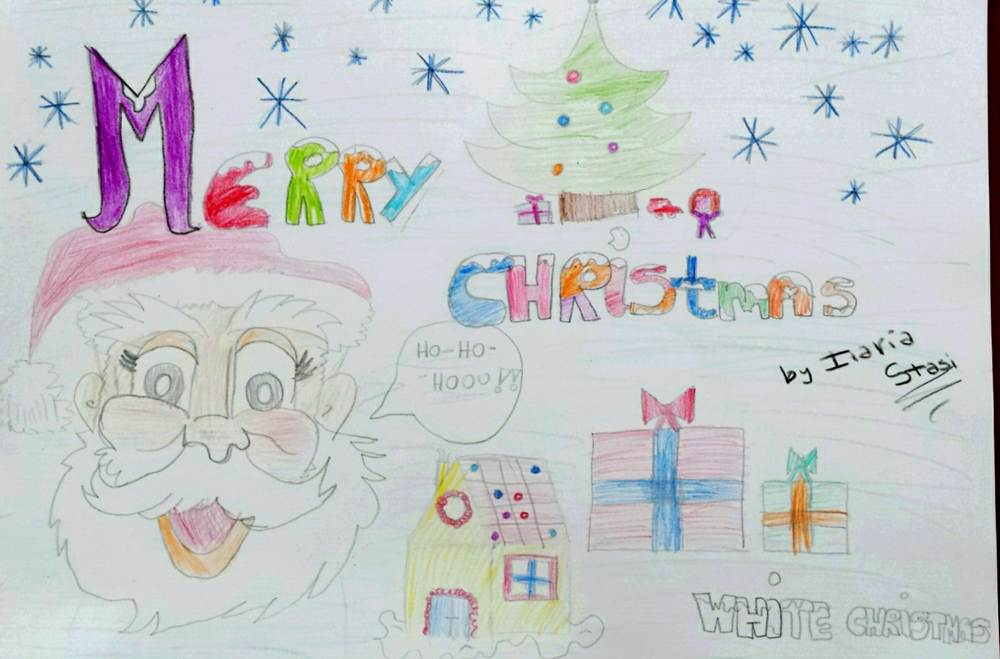 MERRY
CHRistmas
HO-HO-
-HOOO!!
by Ilaria
Stasi
WHiTE CHRiSTMAS